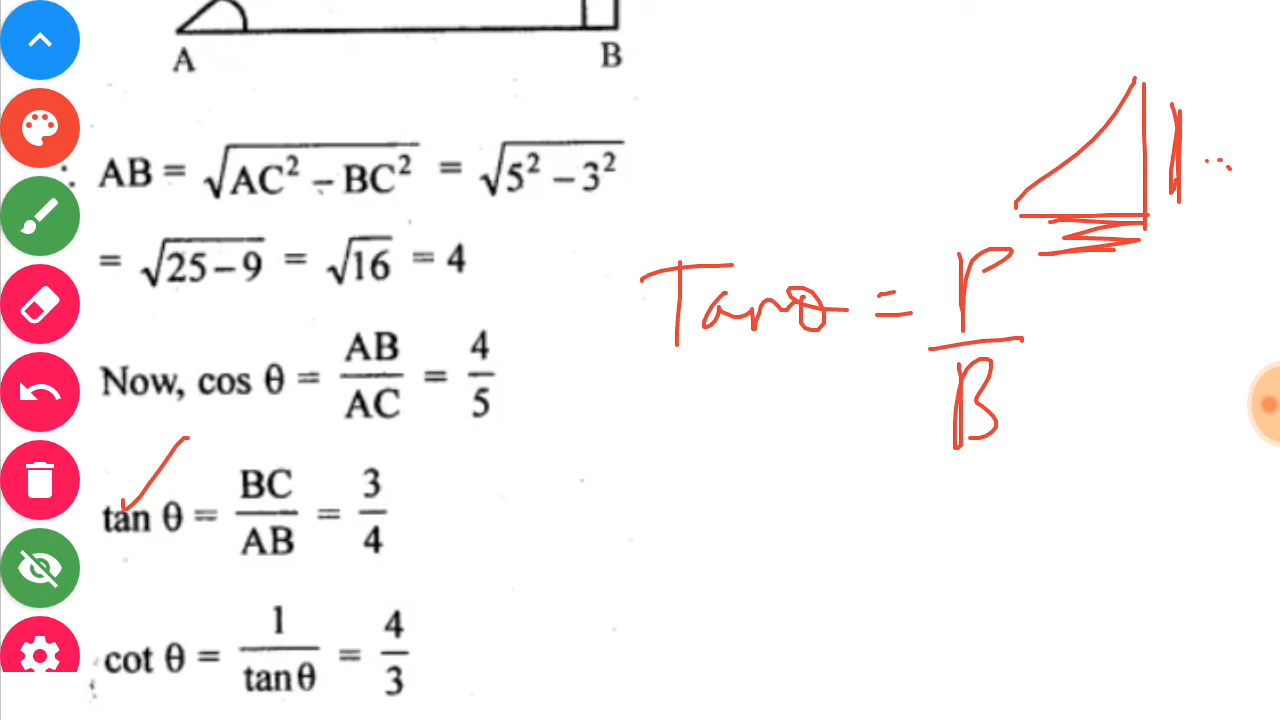 A B
∴ AB = √(AC² – BC²) = √(5² – 3²)
= √(25–9) = √16 = 4
Now, cos θ = AB/AC = 4/5
tan θ = BC/AB = 3/4
cot θ = 1/tanθ = 4/3
Tanθ = P/B